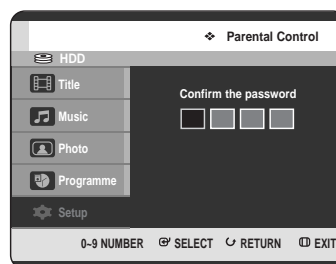 ❖ Parental Control
HDD
Title
Confirm the password
Music
Photo
Programme
Setup
0~9 NUMBER SELECT RETURN EXIT